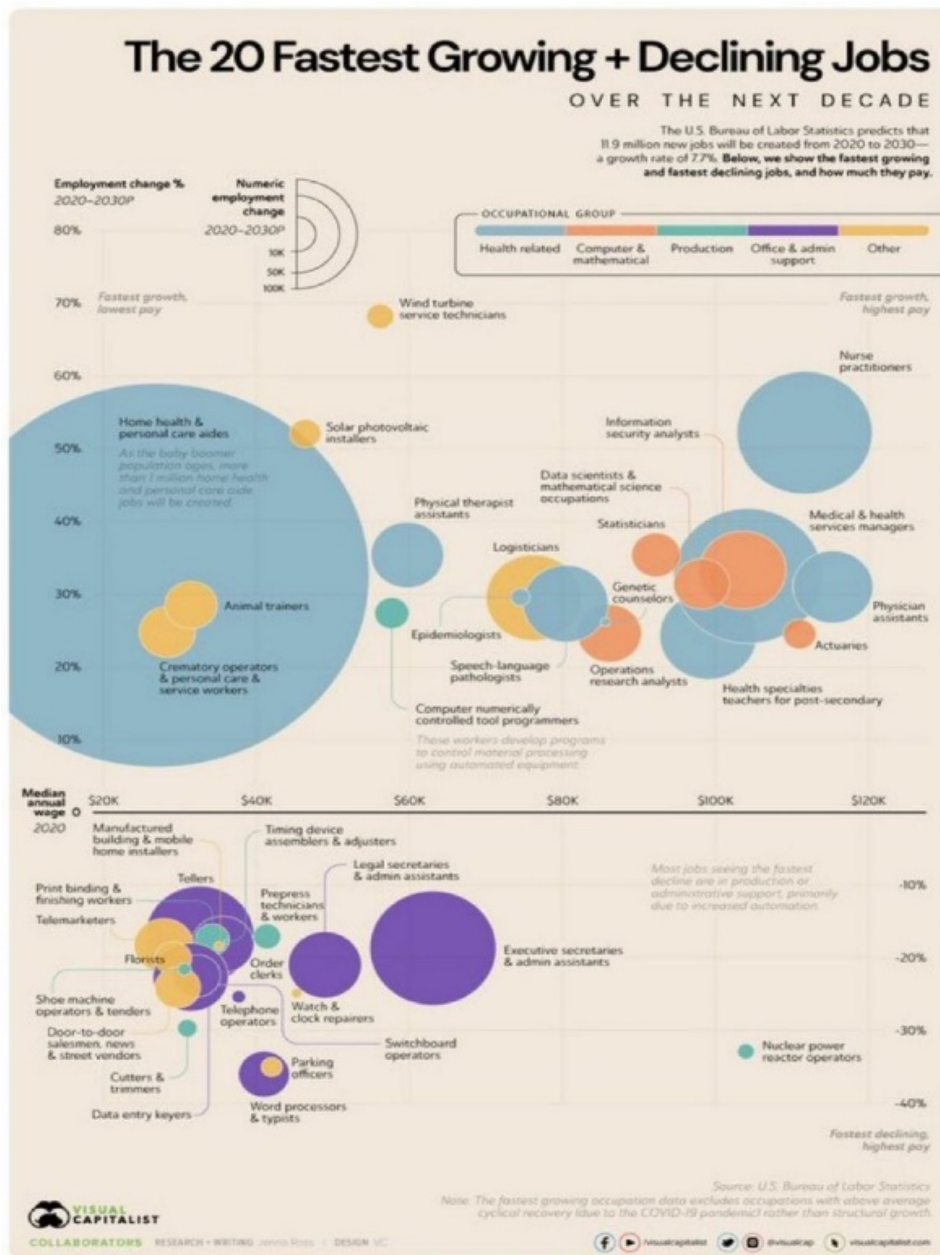 The 20 Fastest Growing + Declining Jobs
OVER THE NEXT DECADE
The U.S. Bureau of Labor Statistics predicts that
11.9 million new jobs will be created from 2020 to 2030—
a growth rate of 7.7%. Below, we show the fastest growing
and fastest declining jobs, and how much they pay.
Employment change %
2020–2030P
Numeric
employment
change
2020–2030P
10K
50K
100K
OCCUPATIONAL GROUP
Health related
Computer &
mathematical
Production
Office & admin
support
Other
80%
70%
Fastest growth,
lowest pay
Wind turbine
service technicians
Fastest growth,
highest pay
60%
Nurse
practitioners
Home health &
personal care aides
As the baby boomer
population ages, more
than 1 million home health
and personal care aide
jobs will be created.
Solar photovoltaic
installers
Information
security analysts
50%
Data scientists &
mathematical science
occupations
Physical therapist
assistants
Medical & health
services managers
40%
Statisticians
Logisticians
30%
Animal trainers
Genetic
counselors
Physician
assistants
Epidemiologists
Actuaries
20%
Crematory operators
& personal care &
service workers
Speech-language
pathologists
Operations
research analysts
Health specialties
teachers for post-secondary
Computer numerically
controlled tool programmers
These workers develop programs
to control material processing
using automated equipment.
10%
Median
annual
wage
2020
0
$20K
$40K
$60K
$80K
$100K
$120K
Manufactured
building & mobile
home installers
Timing device
assemblers & adjusters
Legal secretaries
& admin assistants
Most jobs seeing the fastest
decline are in production or
administrative support, primarily
due to increased automation.
-10%
Tellers
Print binding &
finishing workers
Prepress
technicians
& workers
Telemarketers
Executive secretaries
& admin assistants
-20%
Florists
Order
clerks
Shoe machine
operators & tenders
Telephone
operators
Watch &
clock repairers
Door-to-door
salesmen, news
& street vendors
Switchboard
operators
-30%
Nuclear power
reactor operators
Cutters &
trimmers
Parking
officers
Data entry keyers
Word processors
& typists
-40%
Fastest declining,
highest pay
Source: U.S. Bureau of Labor Statistics
Note: The fastest growing occupation data excludes occupations with above average
cyclical recovery (due to the COVID-19 pandemic) rather than structural growth.
VISUAL
CAPITALIST
COLLABORATORS RESEARCH + WRITING Jenna Ross | DESIGN VC
/visualcapitalist @visualcap visualcapitalist.com